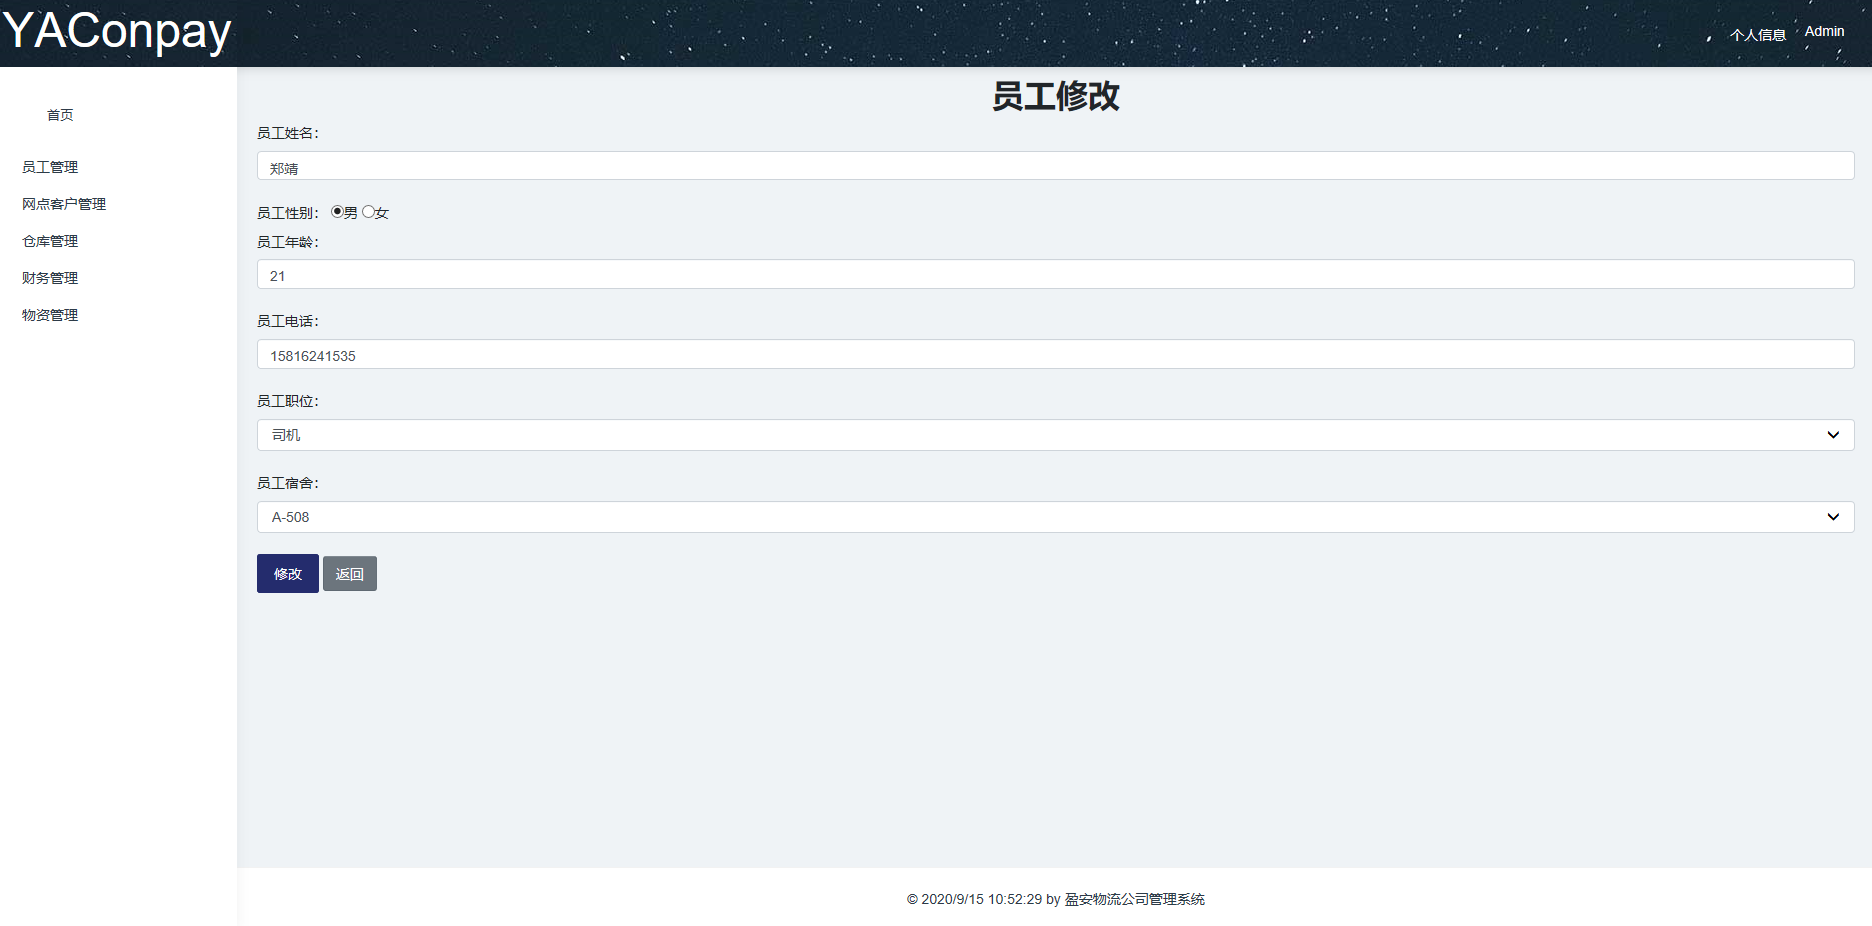 YAConpay
个人信息 Admin
首页
员工管理
网点客户管理
仓库管理
财务管理
物资管理
员工修改
员工姓名：
郑靖
员工性别： 男 女
员工年龄：
21
员工电话：
15816241535
员工职位：
司机
员工宿舍：
A-508
修改 返回
© 2020/9/15 10:52:29 by 盈安物流公司管理系统